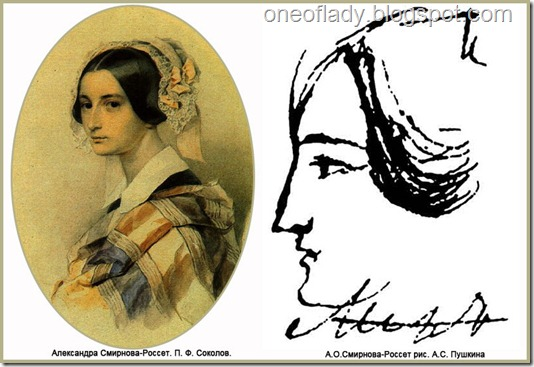 oneoflady.blogspot.com
Александра Смирнова-Россет. П. Ф. Соколов.
А.О.Смирнова-Россет рис. А.С. Пушкина